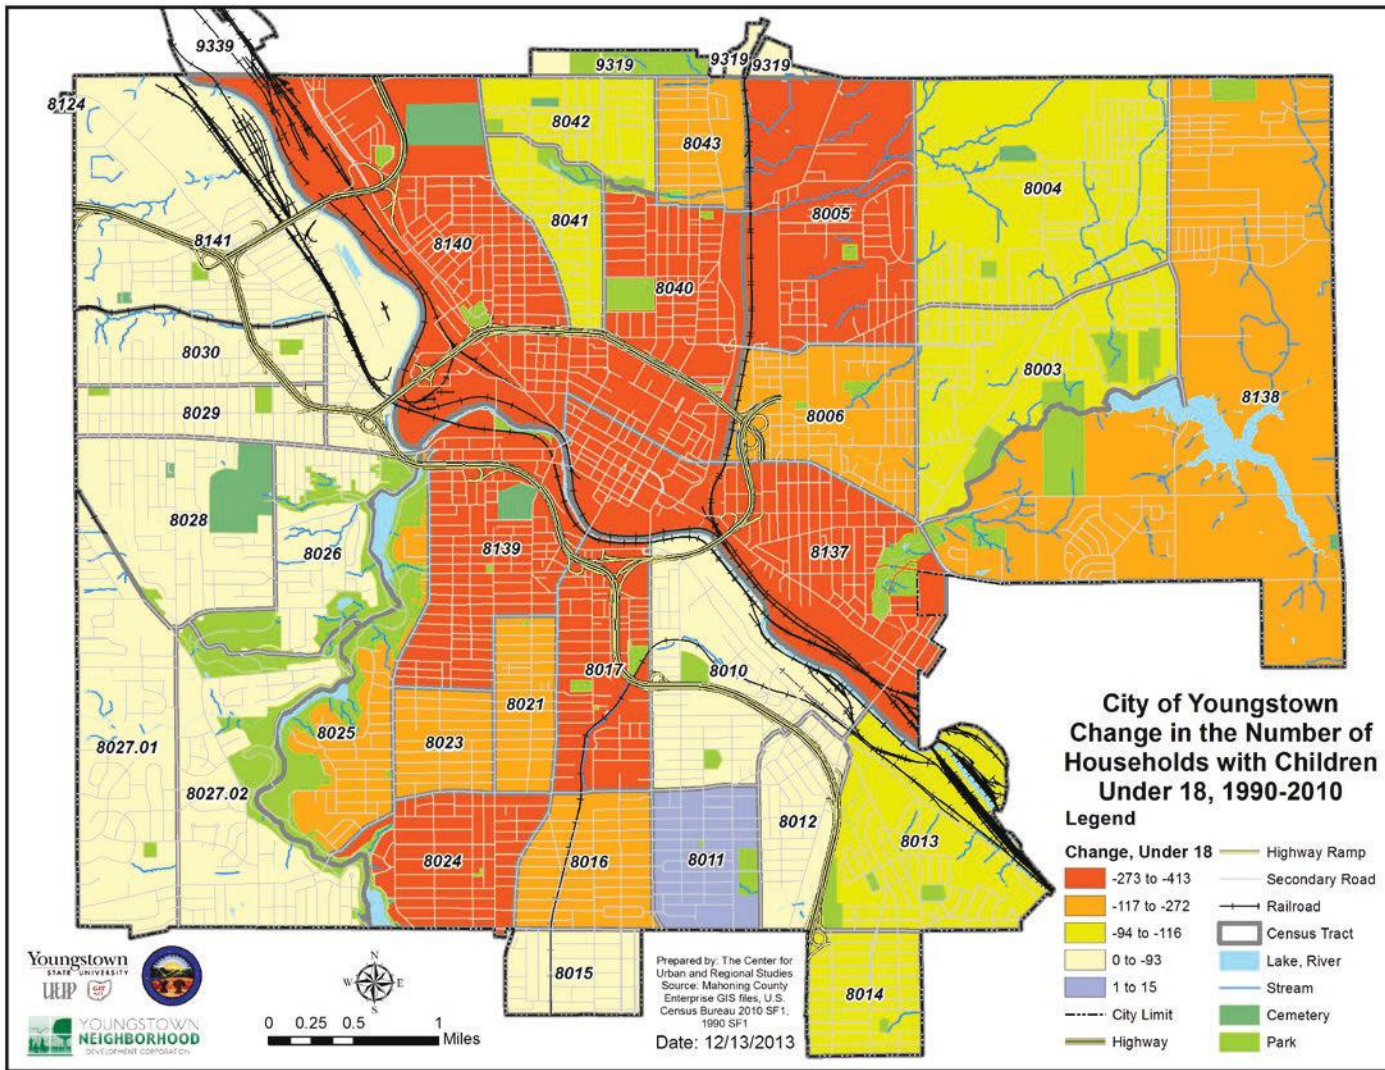 9339
9319
9319
9319
8124
8042
8043
8004
8005
8041
8141
8140
8040
8030
8003
8138
8029
8006
8028
8026
8139
8137
8017
8010
8021
8025
8023
8027.01
8027.02
8012
8013
8024
8016
8011
8015
8014
City of Youngstown
Change in the Number of
Households with Children
Under 18, 1990-2010
Legend
Change, Under 18
-273 to -413
-117 to -272
-94 to -116
0 to -93
1 to 15
City Limit
Highway
Highway Ramp
Secondary Road
Railroad
Census Tract
Lake, River
Stream
Cemetery
Park
Youngstown
STATE UNIVERSITY
YOUNGSTOWN
NEIGHBORHOOD
DEVELOPMENT CORPORATION
N
W E
S
0 0.25 0.5 1
Miles
Prepared by: The Center for
Urban and Regional Studies
Source: Mahoning County
Enterprise GIS files, U.S.
Census Bureau 2010 SF1,
1990 SF1
Date: 12/13/2013